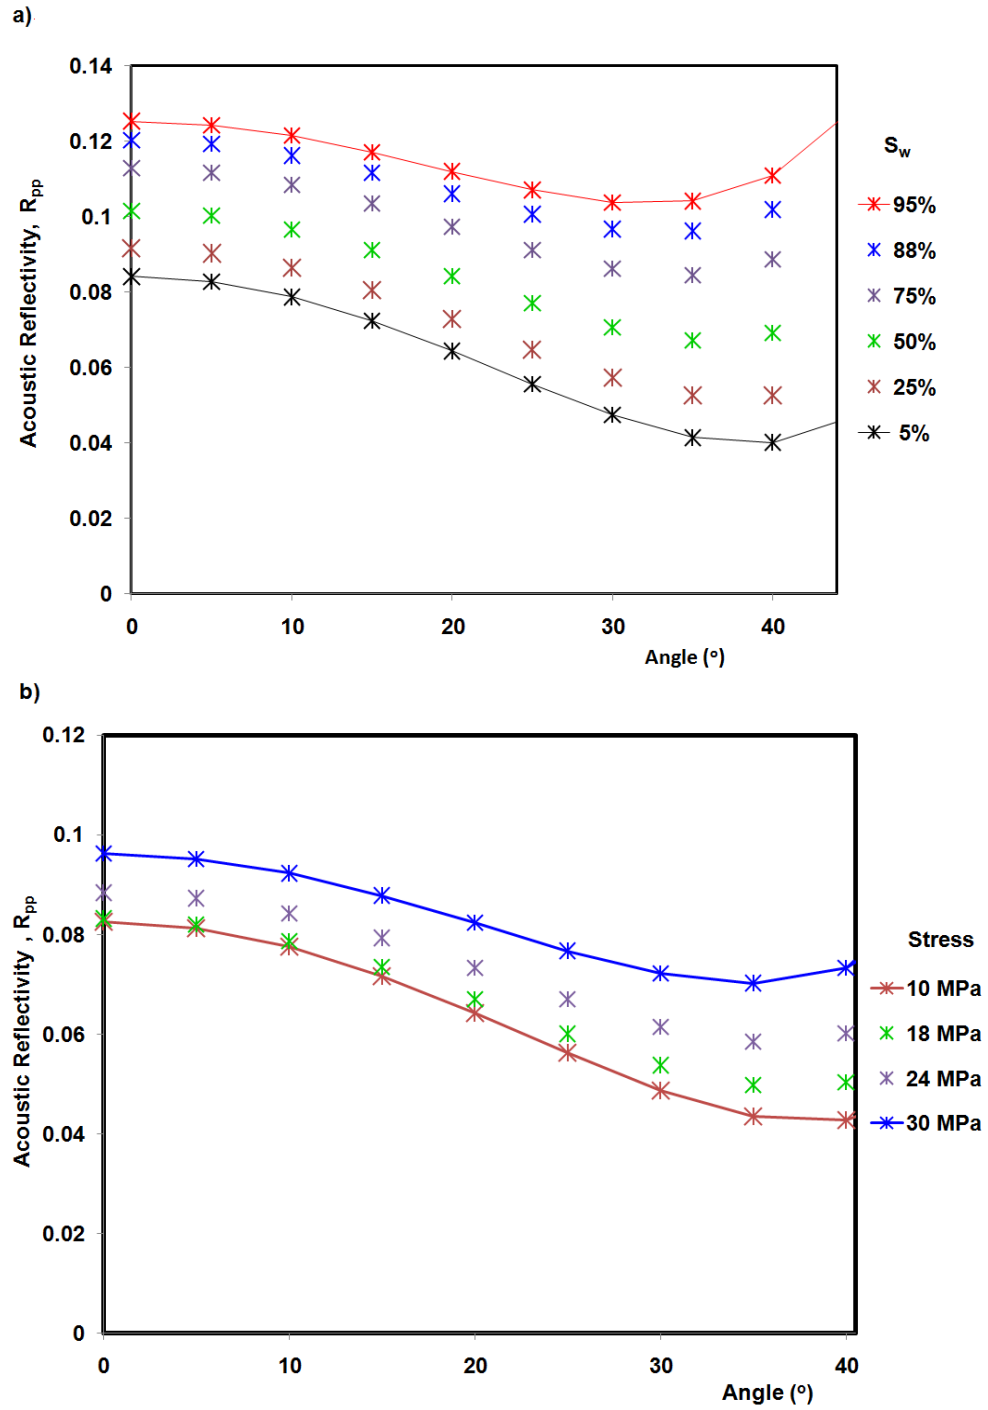 a)
0.14
0.12
0.1
0.08
0.06
0.04
0.02
0
Acoustic Reflectivity, Rpp
0 10 20 30 40
Angle (°)
Sw
95%
88%
75%
50%
25%
5%
b)
0.12
0.1
0.08
0.06
0.04
0.02
0
Acoustic Reflectivity , Rpp
0 10 20 30 40
Angle (°)
Stress
10 MPa
18 MPa
24 MPa
30 MPa